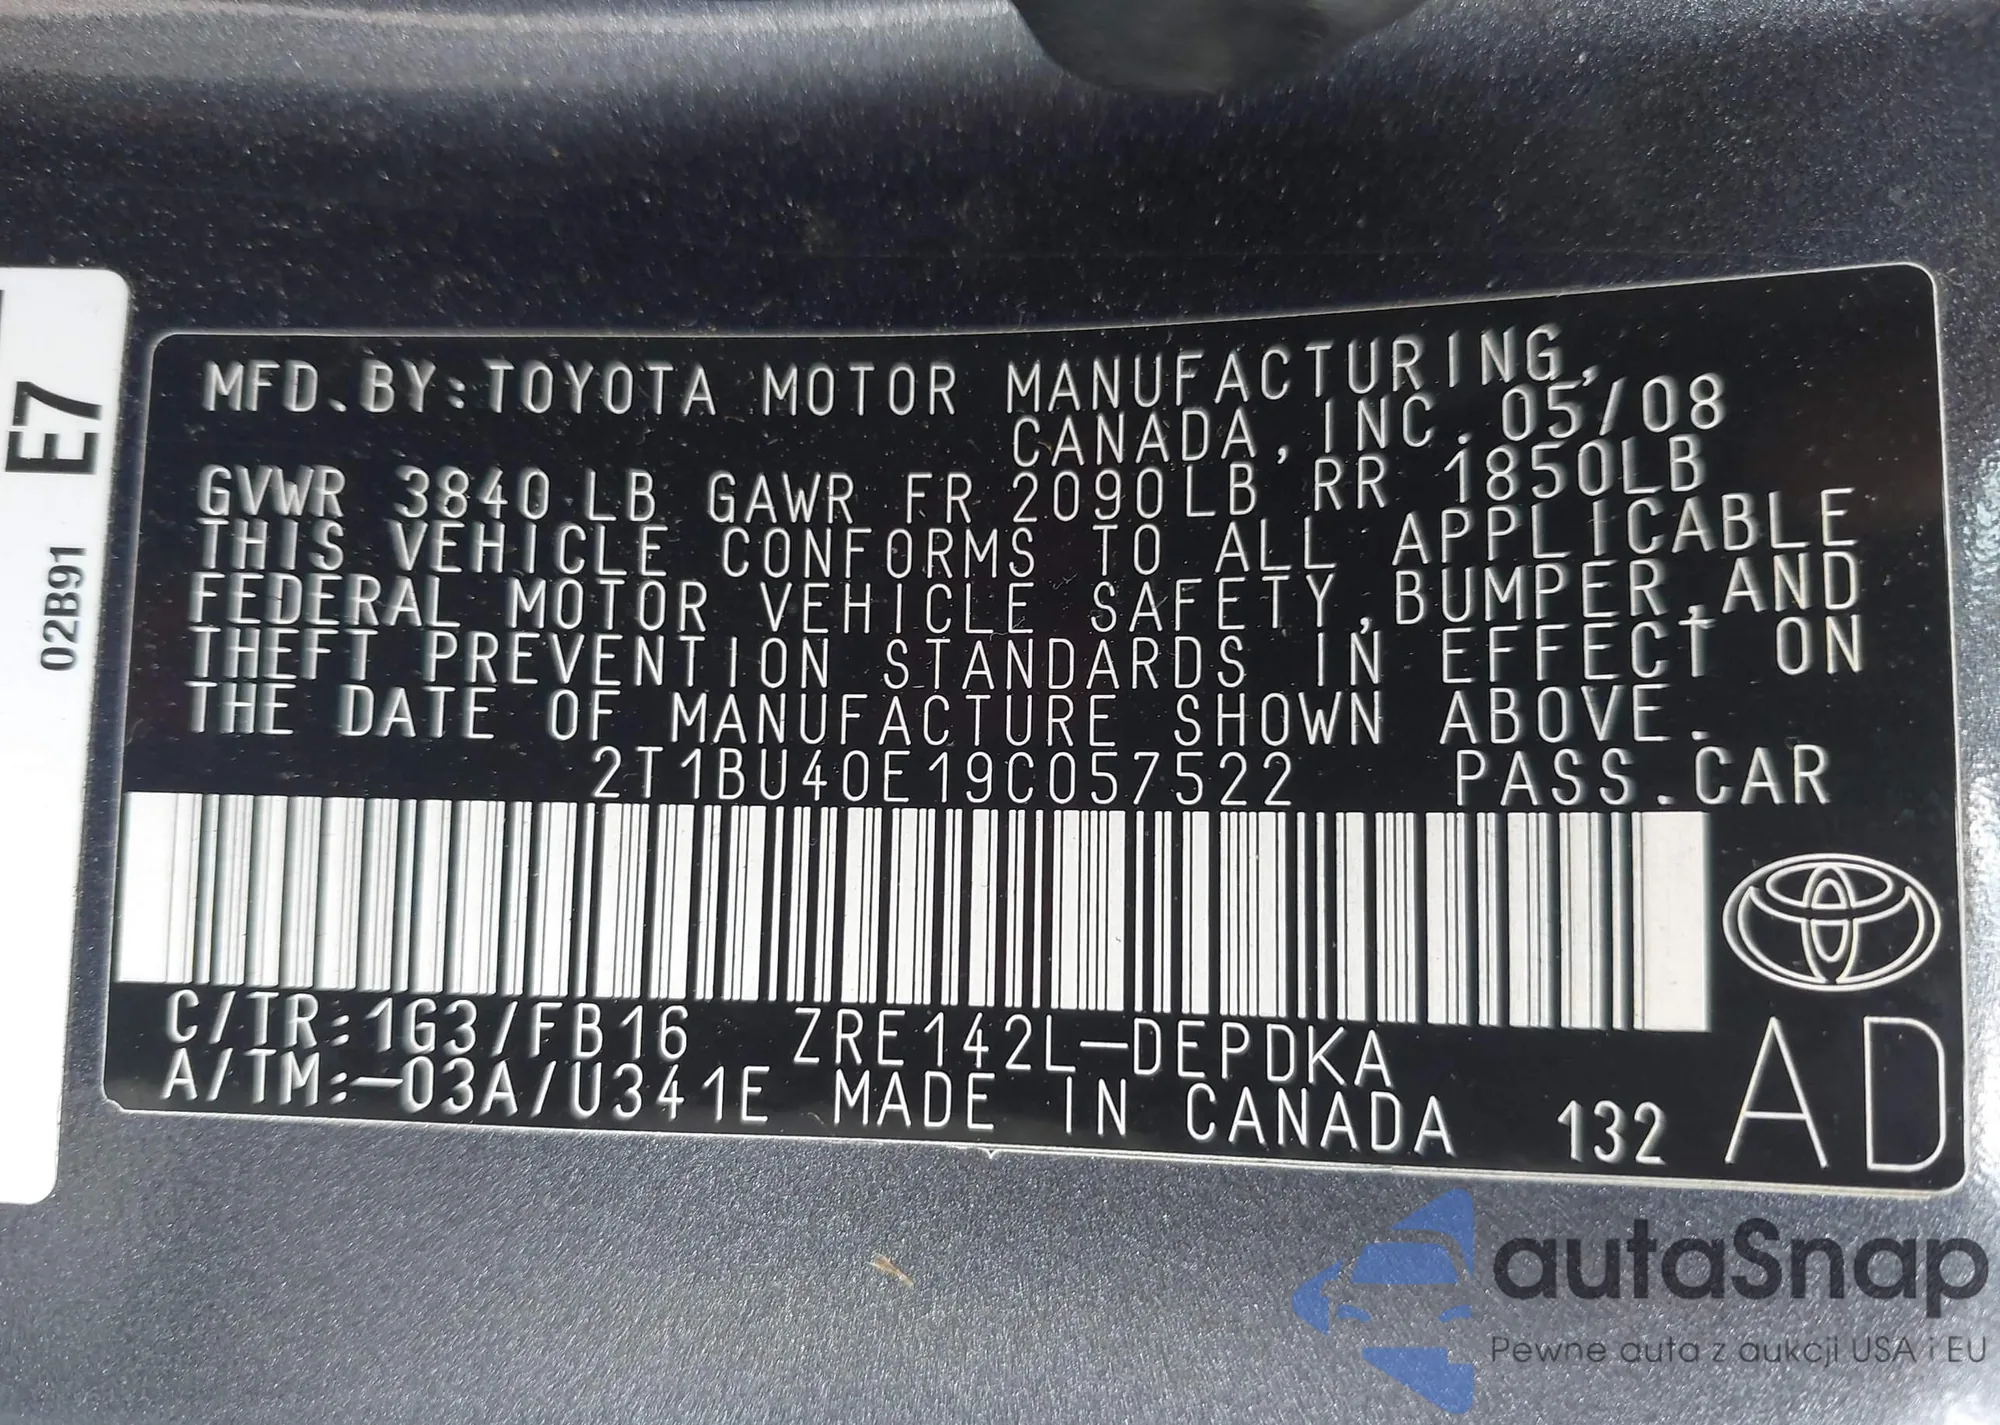 MFD.BY:TOYOTA MOTOR MANUFACTURING,
CANADA,INC. 05/08
GVWR 3840 LB GAWR FR 2090LB RR 1850LB
THIS VEHICLE CONFORMS TO ALL APPLICABLE
FEDERAL MOTOR VEHICLE SAFETY,BUMPER,AND
THEFT PREVENTION STANDARDS IN EFFECT ON
THE DATE OF MANUFACTURE SHOWN ABOVE.
2T1BU40E19C057522 PASS.CAR
C/TR:1G3/FB16 ZRE142L-DEPDKA
A/TM:-03A/U341E MADE IN CANADA 132 AD
E7
02B91
autaSnap
Pewne auta z aukcji USA i EU